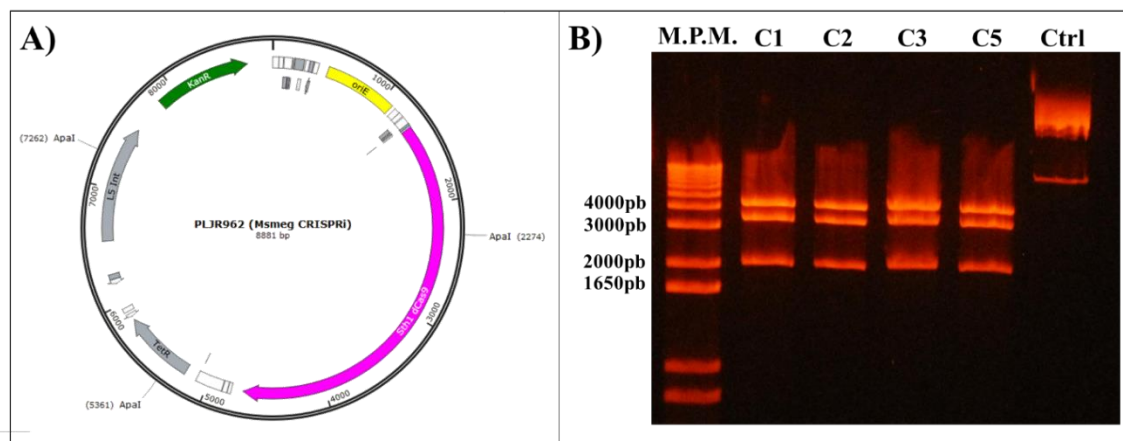 A)
KanR
oriE
1000
8000
(7262) ApaI
L5 Int
7000
2000
PLJR962 (Msmeg CRISPRi)
8881 bp
ApaI (2274)
Sth1 dCas9
3000
6000
TetR
(5361) ApaI
5000
4000
B)
M.P.M. C1 C2 C3 C5 Ctrl
4000pb
3000pb
2000pb
1650pb